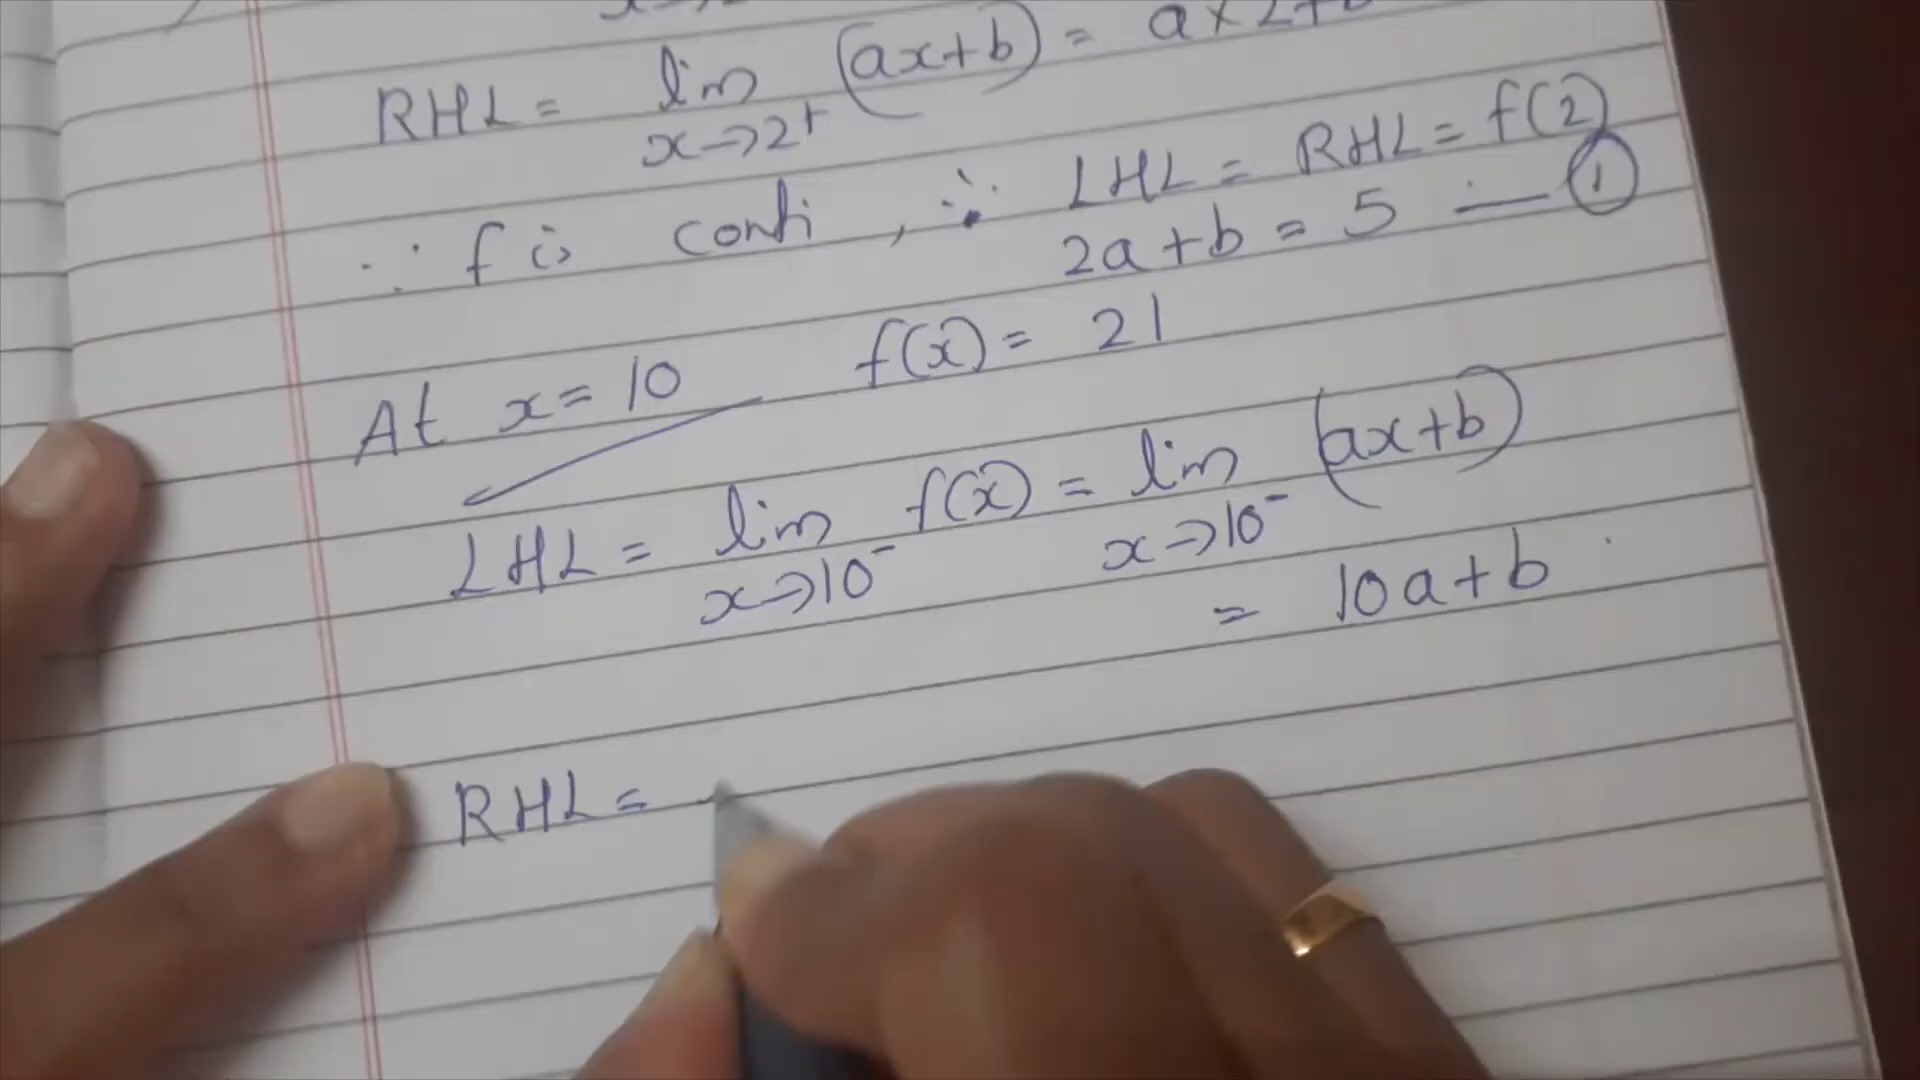 RHL = lim (ax+b) = a×2+
x→2+
∵ f is conti , ∴ LHL = RHL = f(2)
2a+b = 5 — ①
At x = 10 f(x) = 21
LHL = lim f(x) = lim (ax+b)
x→10⁻ x→10⁻
= 10a+b
RHL =